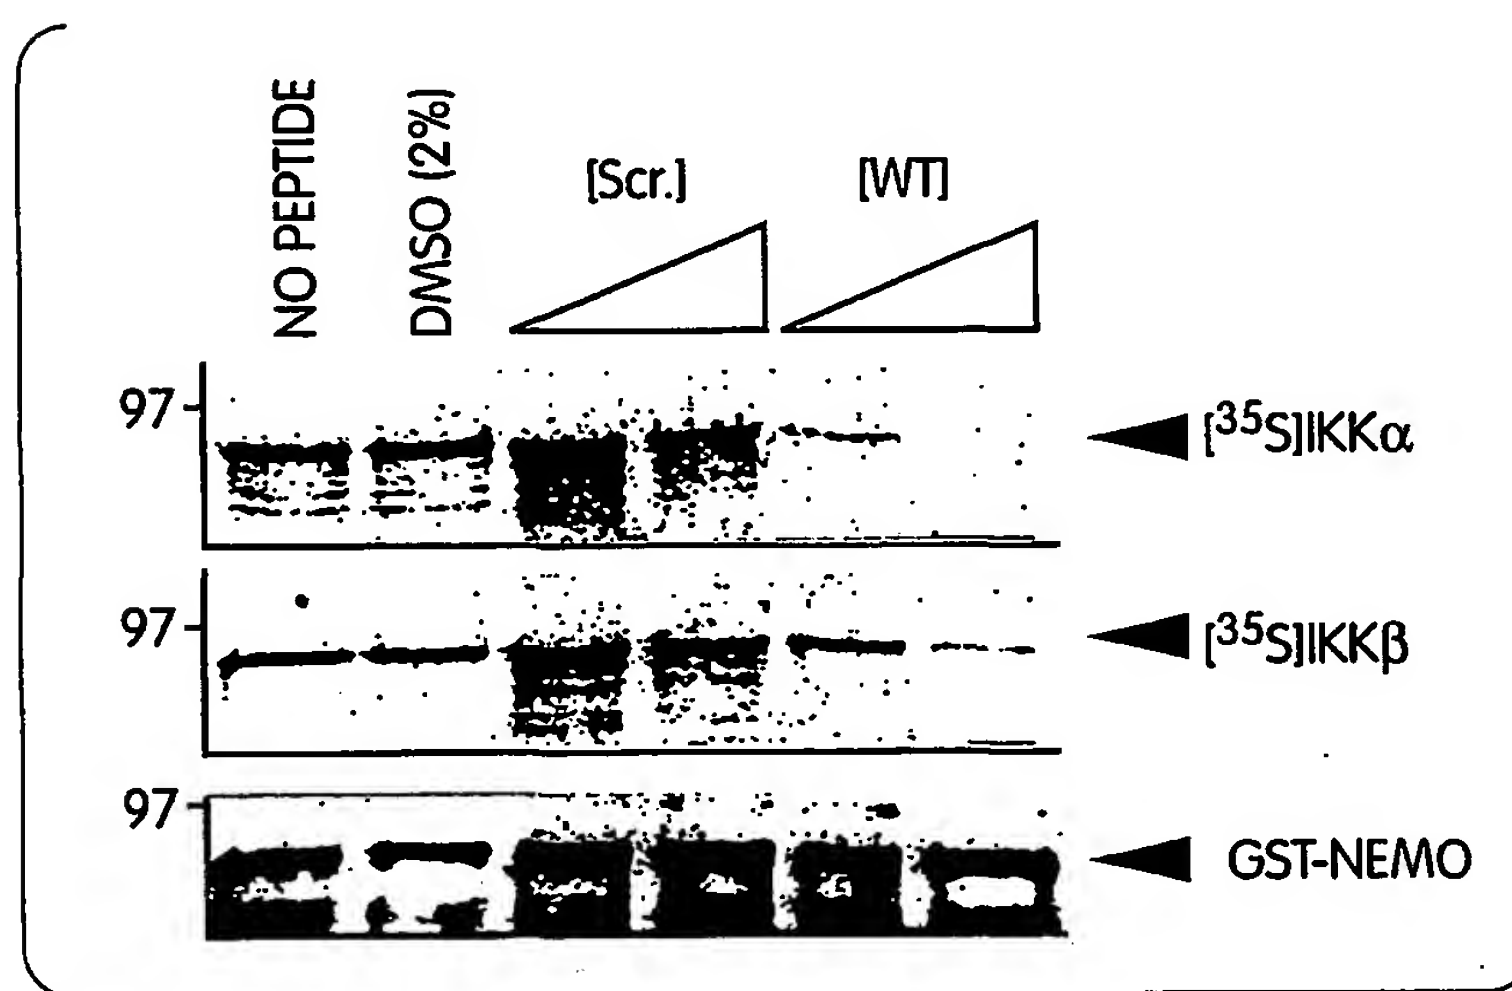 NO PEPTIDE
DMSO (2%)
[Scr.]
[WT]
97
[³⁵S]IKKα
97
[³⁵S]IKKβ
97
GST-NEMO